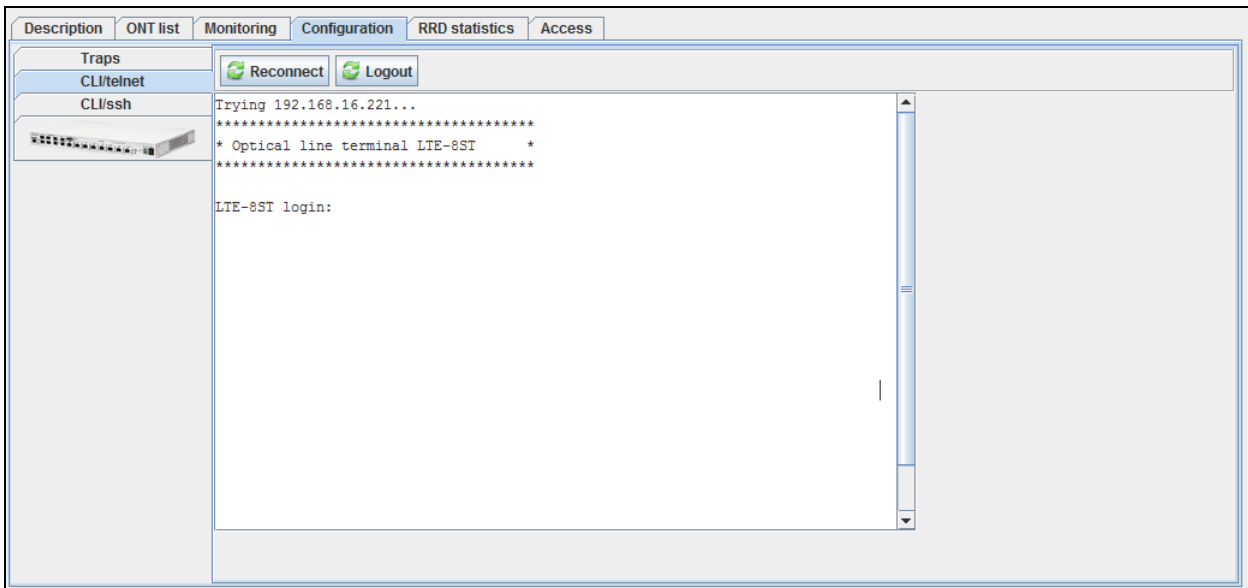 Description ONT list Monitoring Configuration RRD statistics Access
Traps
CLI/telnet
CLI/ssh
Reconnect Logout
Trying 192.168.16.221...
**************************************
* Optical line terminal LTE-8ST      *
**************************************
LTE-8ST login: